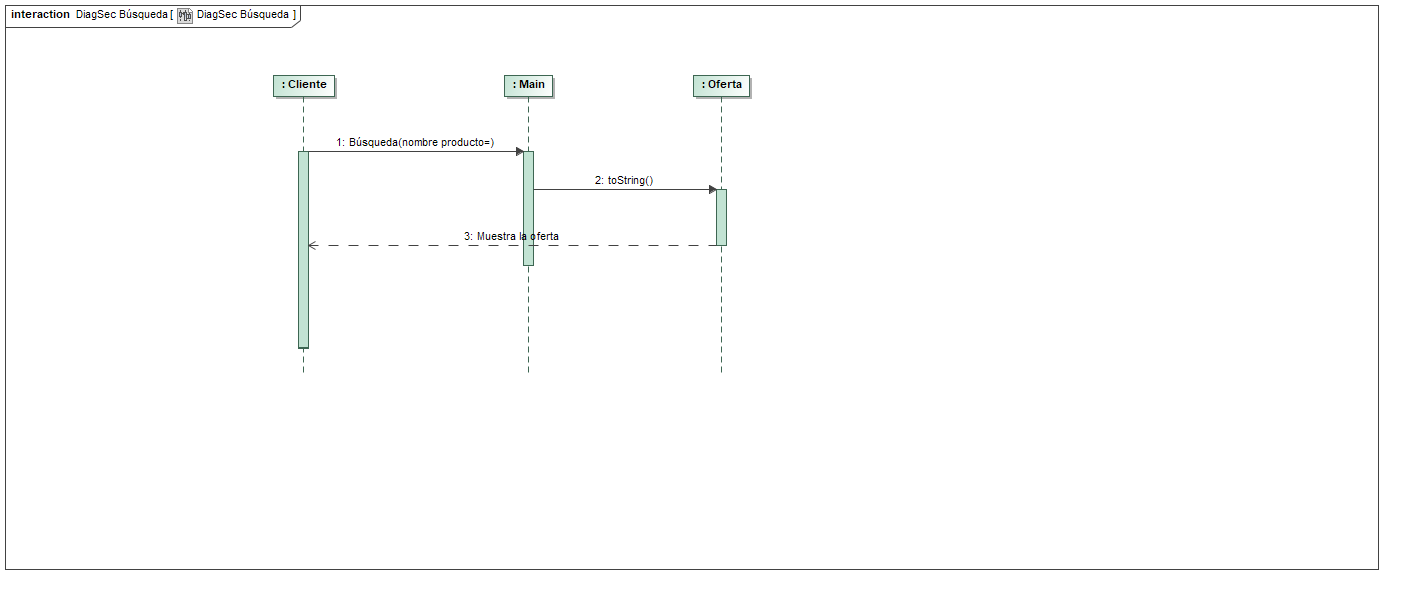 interaction DiagSec Búsqueda [ DiagSec Búsqueda ]
: Cliente
: Main
: Oferta
1: Búsqueda(nombre producto=)
2: toString()
3: Muestra la oferta